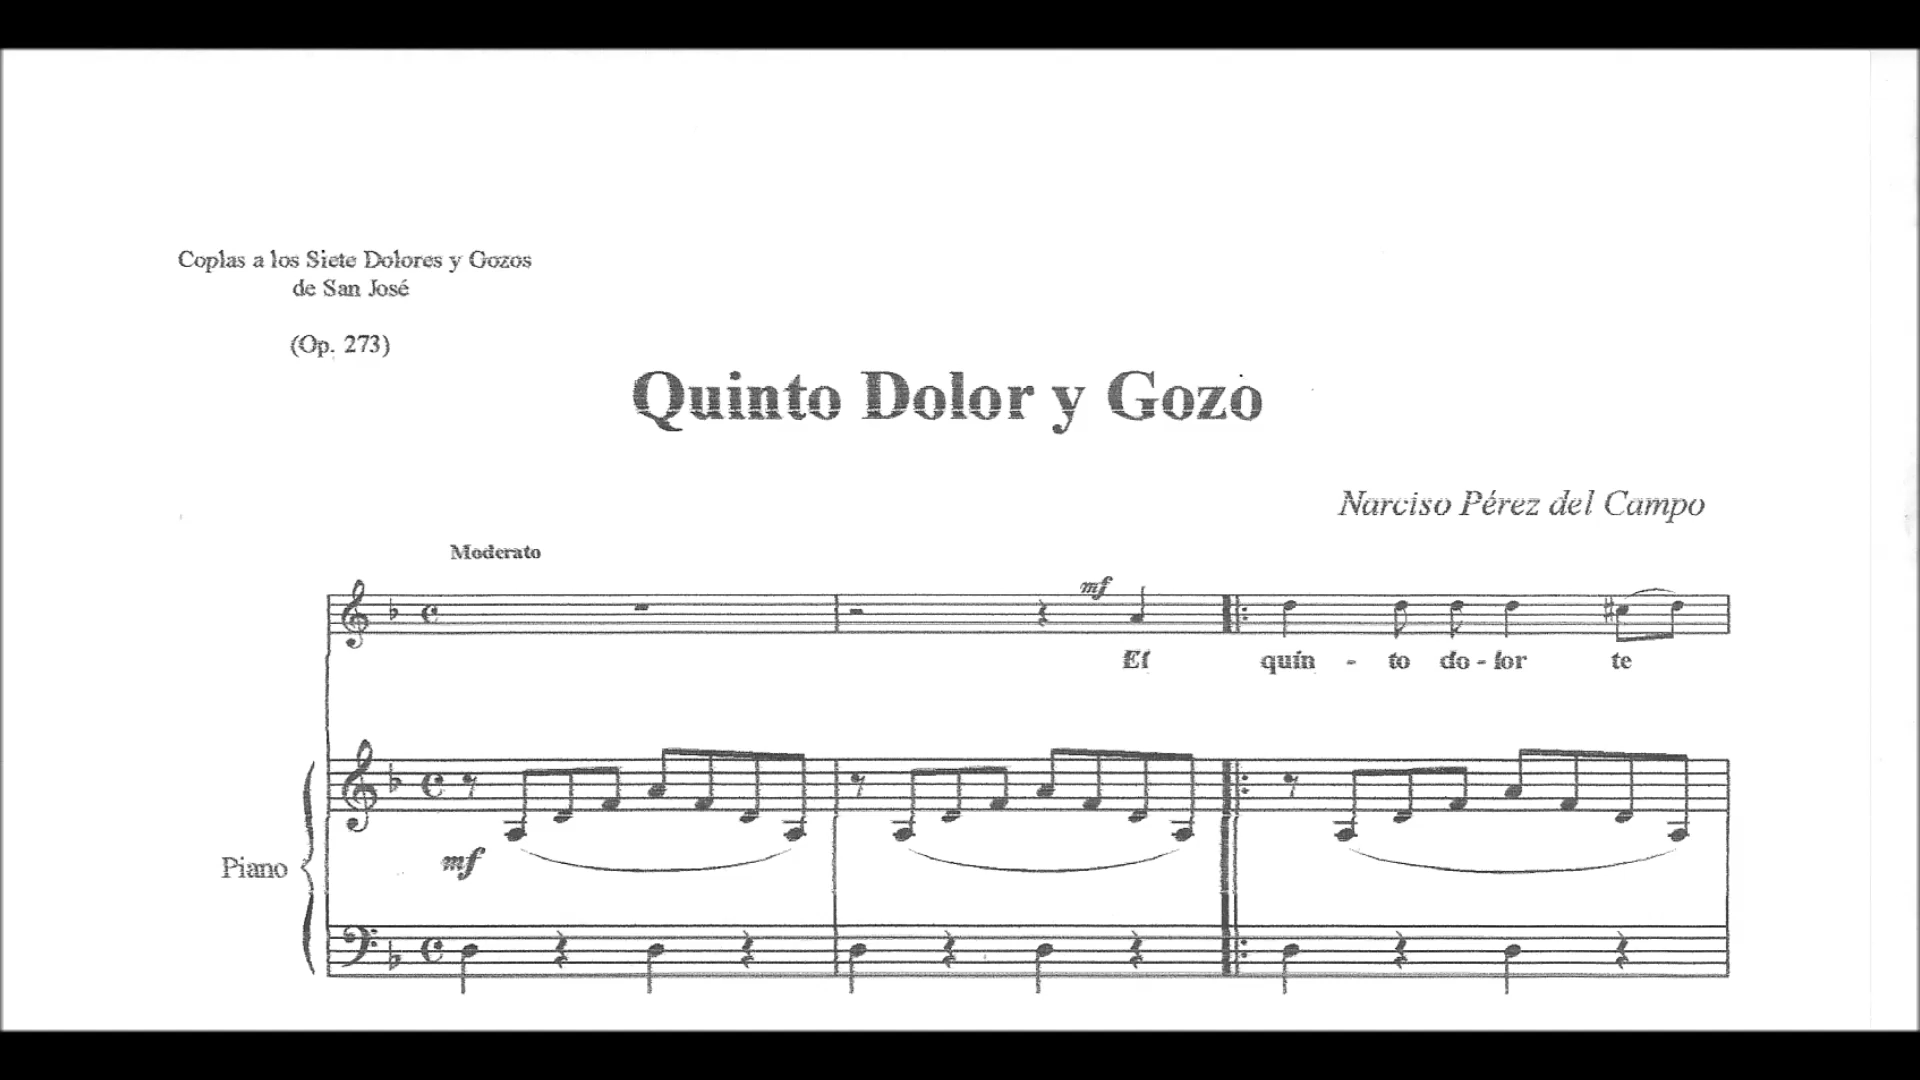 Coplas a los Siete Dolores y Gozos
de San José
(Op. 273)
Quinto Dolor y Gozo
Narciso Pérez del Campo
Moderato
mf
El quin - to do - lor te
Piano
mf